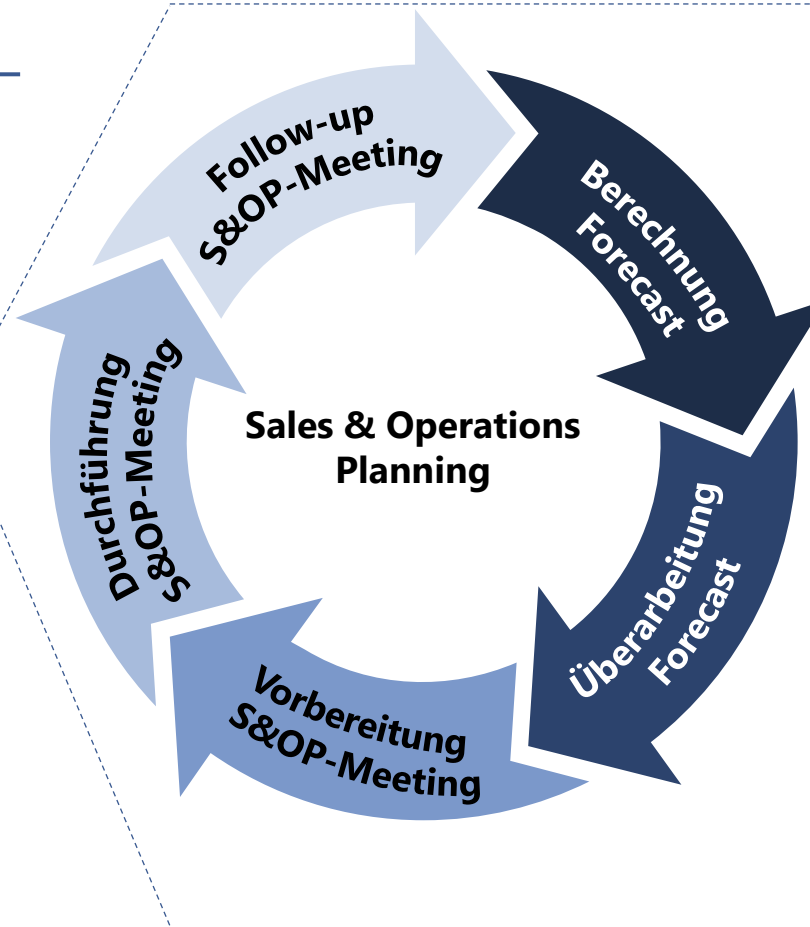 Follow-up
S&OP-Meeting
Berechnung
Forecast
Sales & Operations
Planning
Durchführung
S&OP-Meeting
Überarbeitung
Forecast
Vorbereitung
S&OP-Meeting